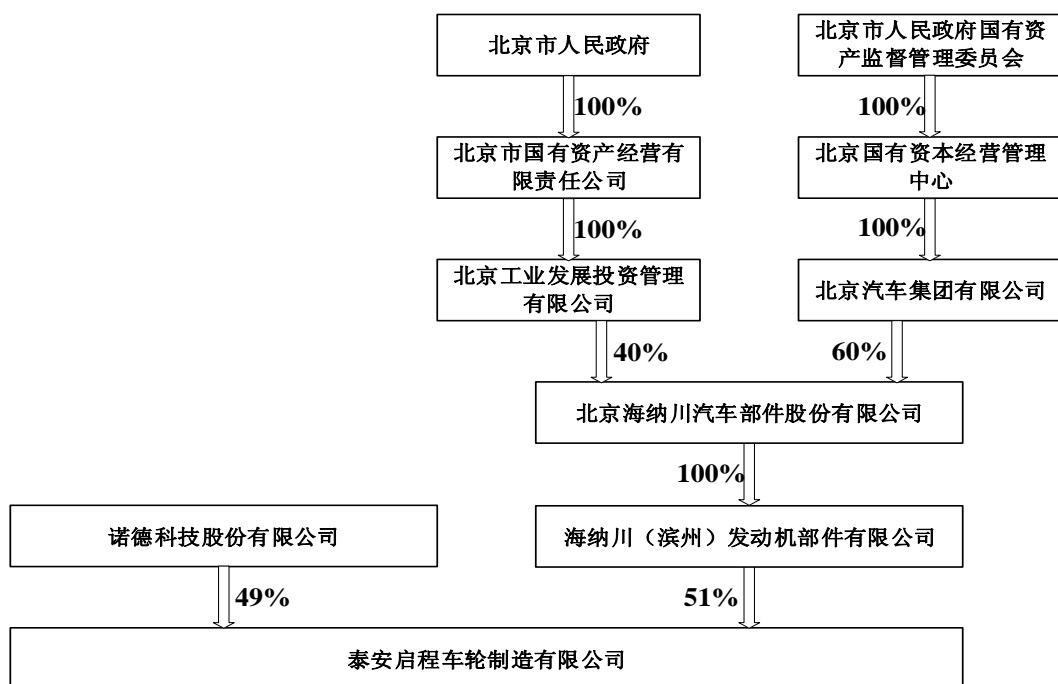 北京市人民政府
北京市人民政府国有资
产监督管理委员会
100%
100%
北京市国有资产经营有
限责任公司
北京国有资本经营管理
中心
100%
100%
北京工业发展投资管理
有限公司
北京汽车集团有限公司
40%
60%
北京海纳川汽车部件股份有限公司
100%
诺德科技股份有限公司
海纳川（滨州）发动机部件有限公司
49%
51%
泰安启程车轮制造有限公司